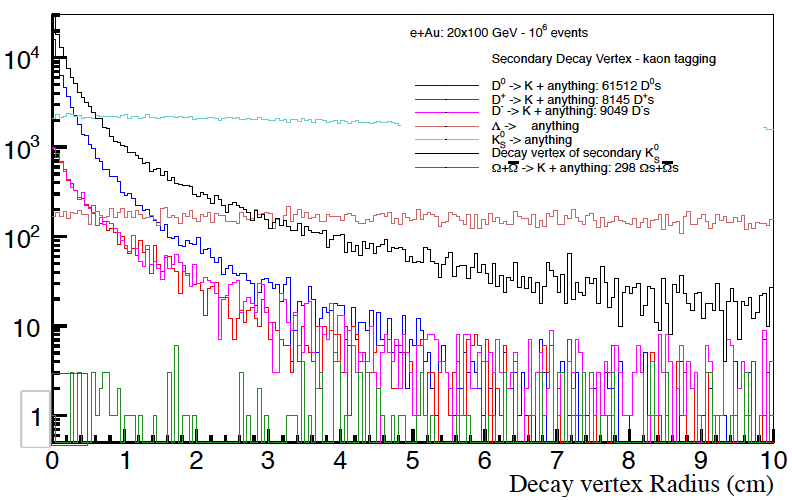 e+Au: 20x100 GeV - 10⁶ events
Secondary Decay Vertex - kaon tagging
D⁰ -> K + anything: 61512 D⁰s
D⁺ -> K + anything: 8145 D⁺s
D⁻ -> K + anything: 9049 D⁻s
Λ -> anything
K⁰S -> anything
Decay vertex of secondary K⁰S
Ω+Ω̅ -> K + anything: 298 Ωs+Ω̅s
10⁴
10³
10²
10
1
0 1 2 3 4 5 6 7 8 9 10
Decay vertex Radius (cm)